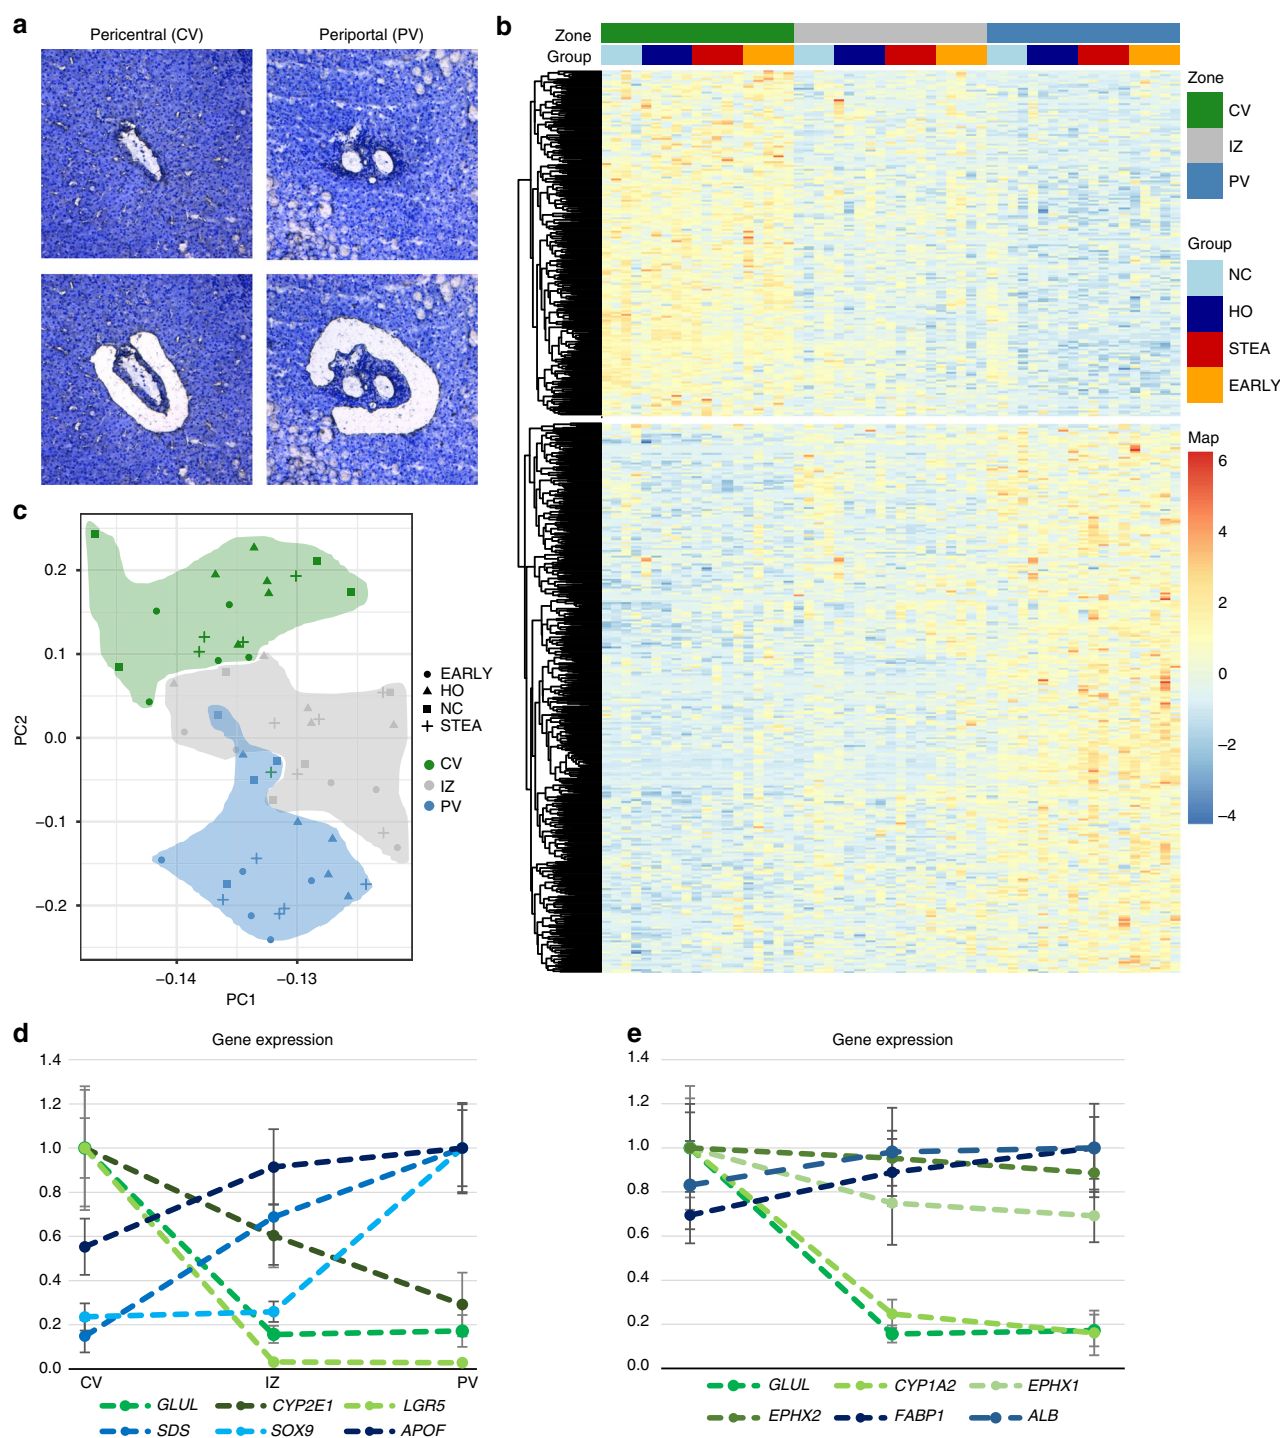 a
Pericentral (CV)
Periportal (PV)
b
Zone
Group
Zone
CV
IZ
PV
Group
NC
HO
STEA
EARLY
Map
6
4
2
0
−2
−4
c
PC2
0.2
0.1
0.0
−0.1
−0.2
−0.14
−0.13
PC1
EARLY
HO
NC
STEA
CV
IZ
PV
d
Gene expression
1.4
1.2
1.0
0.8
0.6
0.4
0.2
0.0
CV
IZ
PV
GLUL
CYP2E1
LGR5
SDS
SOX9
APOF
e
Gene expression
1.4
1.2
1.0
0.8
0.6
0.4
0.2
0.0
GLUL
CYP1A2
EPHX1
EPHX2
FABP1
ALB